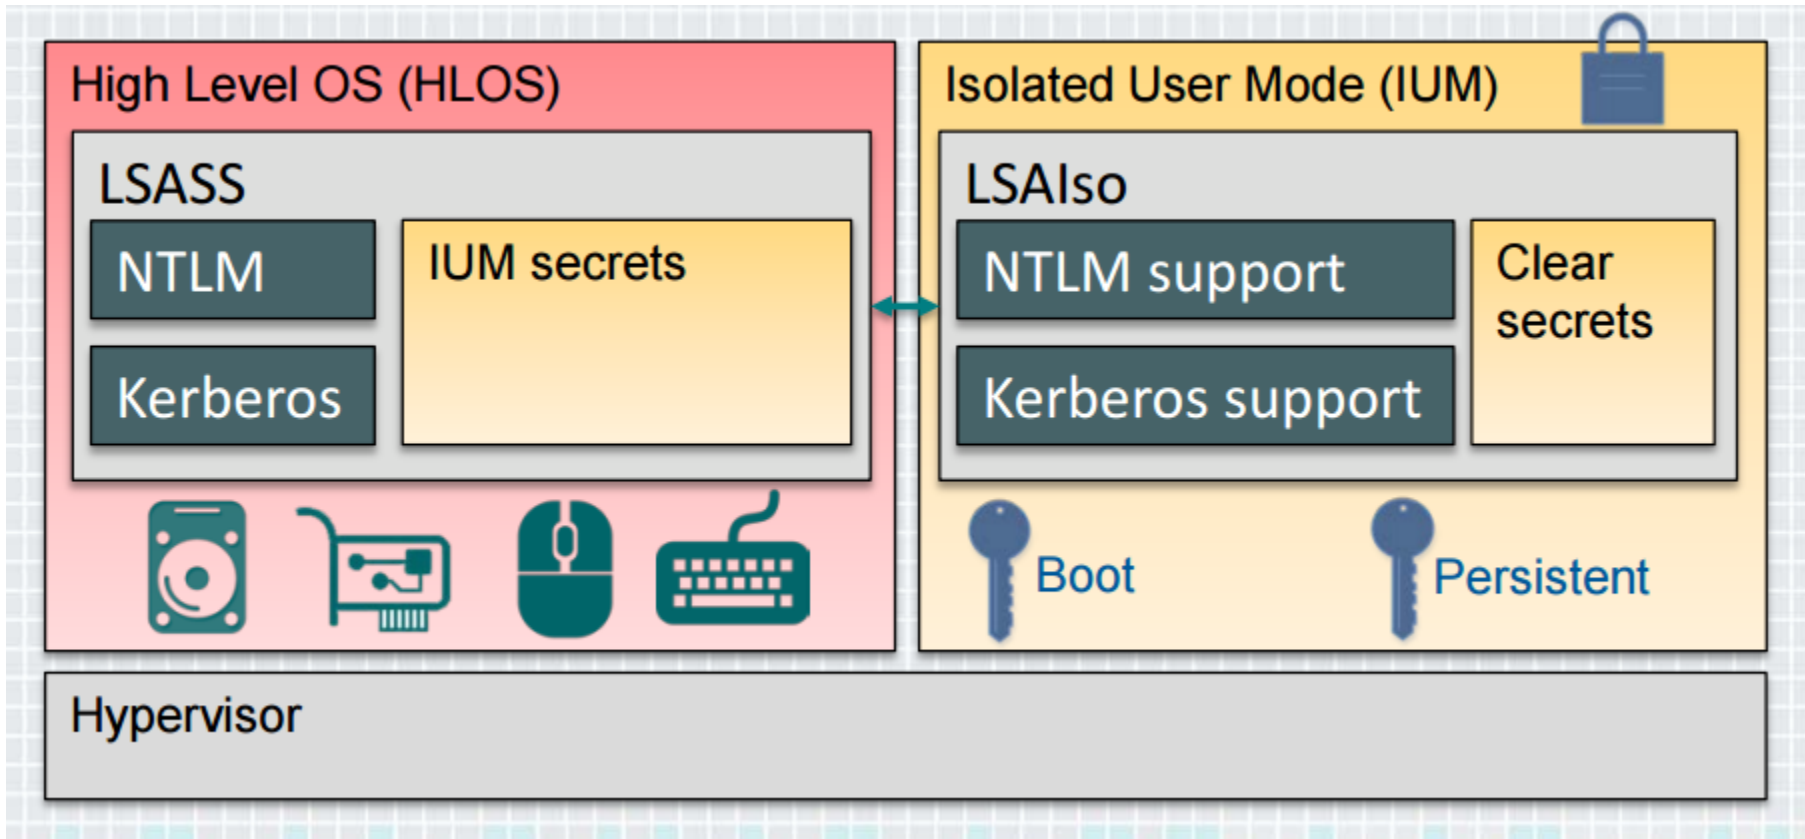 High Level OS (HLOS)
LSASS
NTLM
Kerberos
IUM secrets
Isolated User Mode (IUM)
LSAIso
NTLM support
Kerberos support
Clear
secrets
Boot
Persistent
Hypervisor